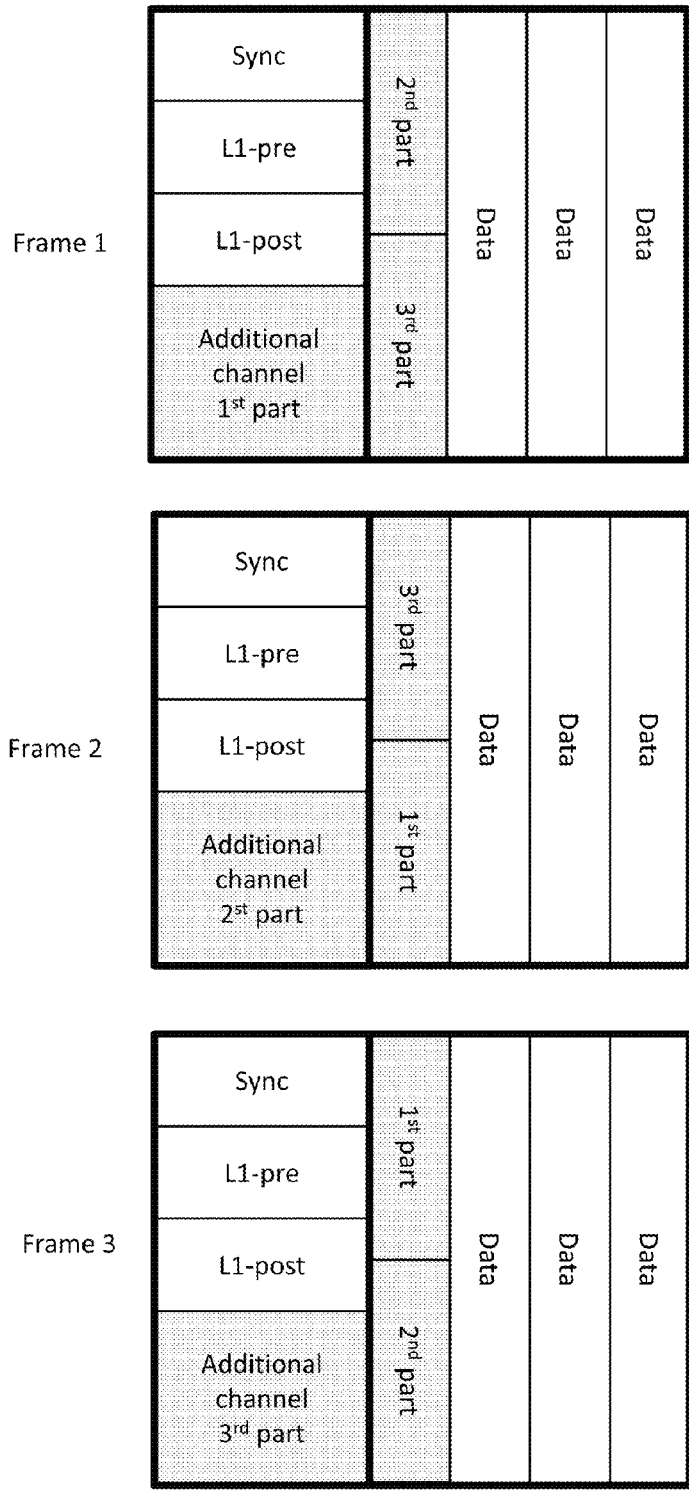 Frame 1
Sync
L1-pre
L1-post
Additional
channel
1st part
2nd part
3rd part
Data
Data
Data
Frame 2
Sync
L1-pre
L1-post
Additional
channel
2st part
3rd part
1st part
Data
Data
Data
Frame 3
Sync
L1-pre
L1-post
Additional
channel
3rd part
1st part
2nd part
Data
Data
Data